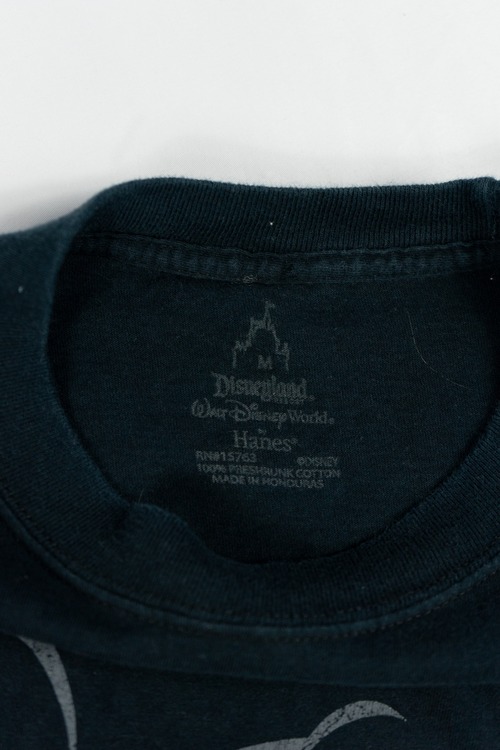 M
Disneyland
RESORT®
Walt Disney World®
by
Hanes®
RN#15763 ©DISNEY
100% PRESHRUNK COTTON
MADE IN HONDURAS